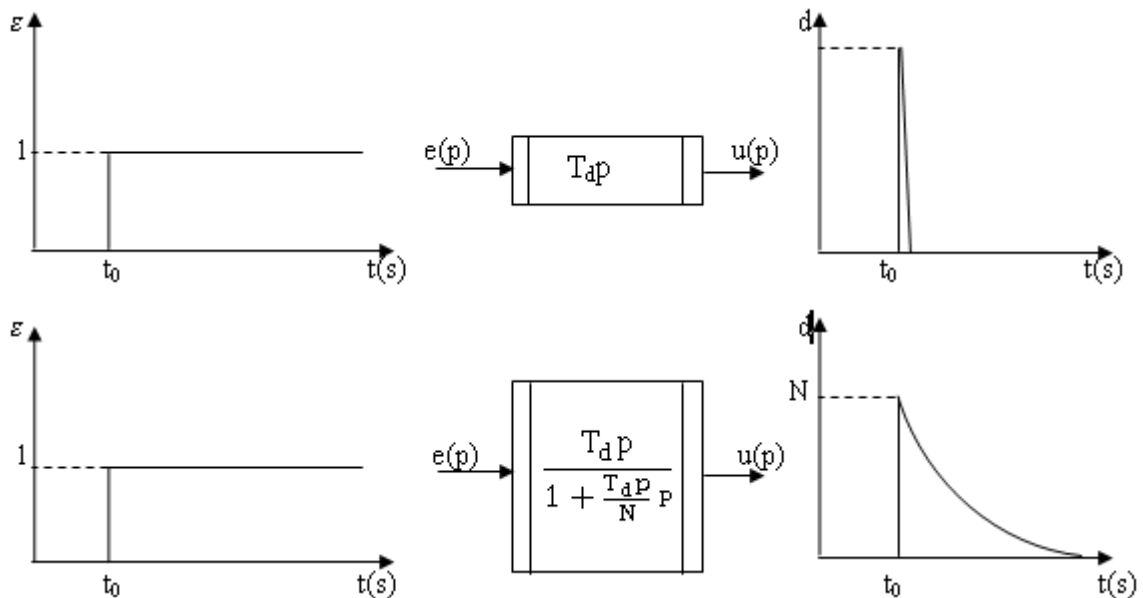 ε
1
t₀
t(s)
e(p)
T_d p
u(p)
d
t₀
t(s)
ε
1
t₀
t(s)
e(p)
T_d p
1 + T_d p / N p
u(p)
d
N
t₀
t(s)